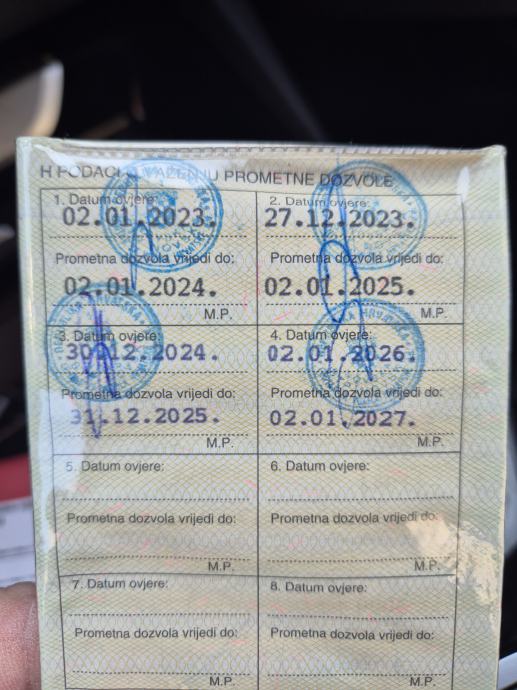 H PODACI O VAŽENJU PROMETNE DOZVOLE
1. Datum ovjere:
02.01.2023.
Prometna dozvola vrijedi do:
02.01.2024.
M.P.
2. Datum ovjere:
27.12.2023.
Prometna dozvola vrijedi do:
02.01.2025.
M.P.
3. Datum ovjere:
30.12.2024.
Prometna dozvola vrijedi do:
31.12.2025.
M.P.
4. Datum ovjere:
02.01.2026.
Prometna dozvola vrijedi do:
02.01.2027.
M.P.
5. Datum ovjere:
Prometna dozvola vrijedi do:
M.P.
6. Datum ovjere:
Prometna dozvola vrijedi do:
M.P.
7. Datum ovjere:
Prometna dozvola vrijedi do:
M.P.
8. Datum ovjere:
Prometna dozvola vrijedi do:
M.P.